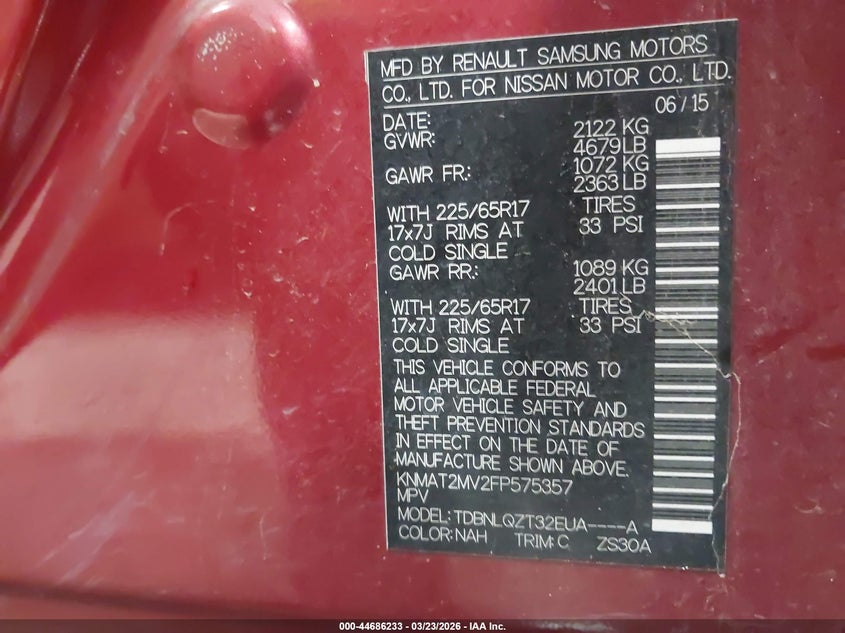 MFD BY RENAULT SAMSUNG MOTORS
CO., LTD. FOR NISSAN MOTOR CO., LTD.
06 / 15
DATE:
GVWR: 2122 KG
4679 LB
GAWR FR.: 1072 KG
2363 LB
WITH 225/65R17 TIRES
17x7J RIMS AT 33 PSI
COLD SINGLE
GAWR RR.: 1089 KG
2401 LB
WITH 225/65R17 TIRES
17x7J RIMS AT 33 PSI
COLD SINGLE
THIS VEHICLE CONFORMS TO
ALL APPLICABLE FEDERAL
MOTOR VEHICLE SAFETY AND
THEFT PREVENTION STANDARDS
IN EFFECT ON THE DATE OF
MANUFACTURE SHOWN ABOVE.
KNMAT2MV2FP575357
MPV
MODEL: TDBNLQZT32EUA----A
COLOR: NAH TRIM: C ZS30A
000-44686233 - 03/23/2026 - IAA Inc.